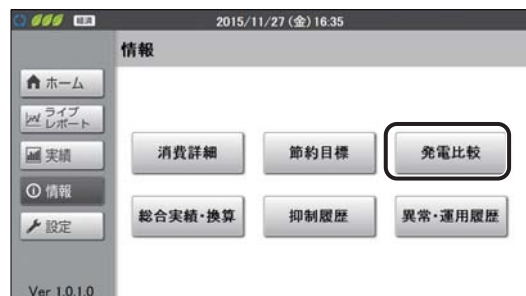 経済 2015/11/27(金)16:35
情報
ホーム
ライブ
レポート
実績
情報
設定
消費詳細 節約目標 発電比較
総合実績・換算 抑制履歴 異常・運用履歴
Ver 1.0.1.0